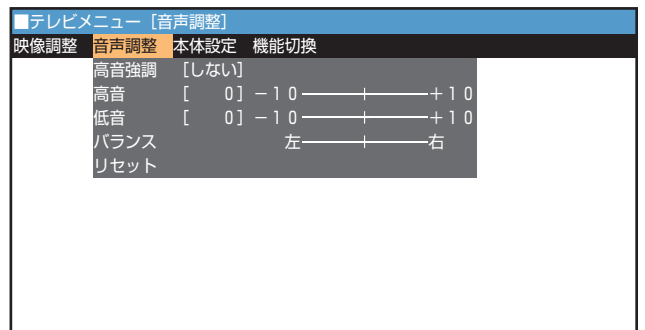 ■テレビメニュー［音声調整］
映像調整 音声調整 本体設定 機能切換
高音強調 ［しない］
高音 ［ 0］－１０ ＋１０
低音 ［ 0］－１０ ＋１０
バランス 左 右
リセット